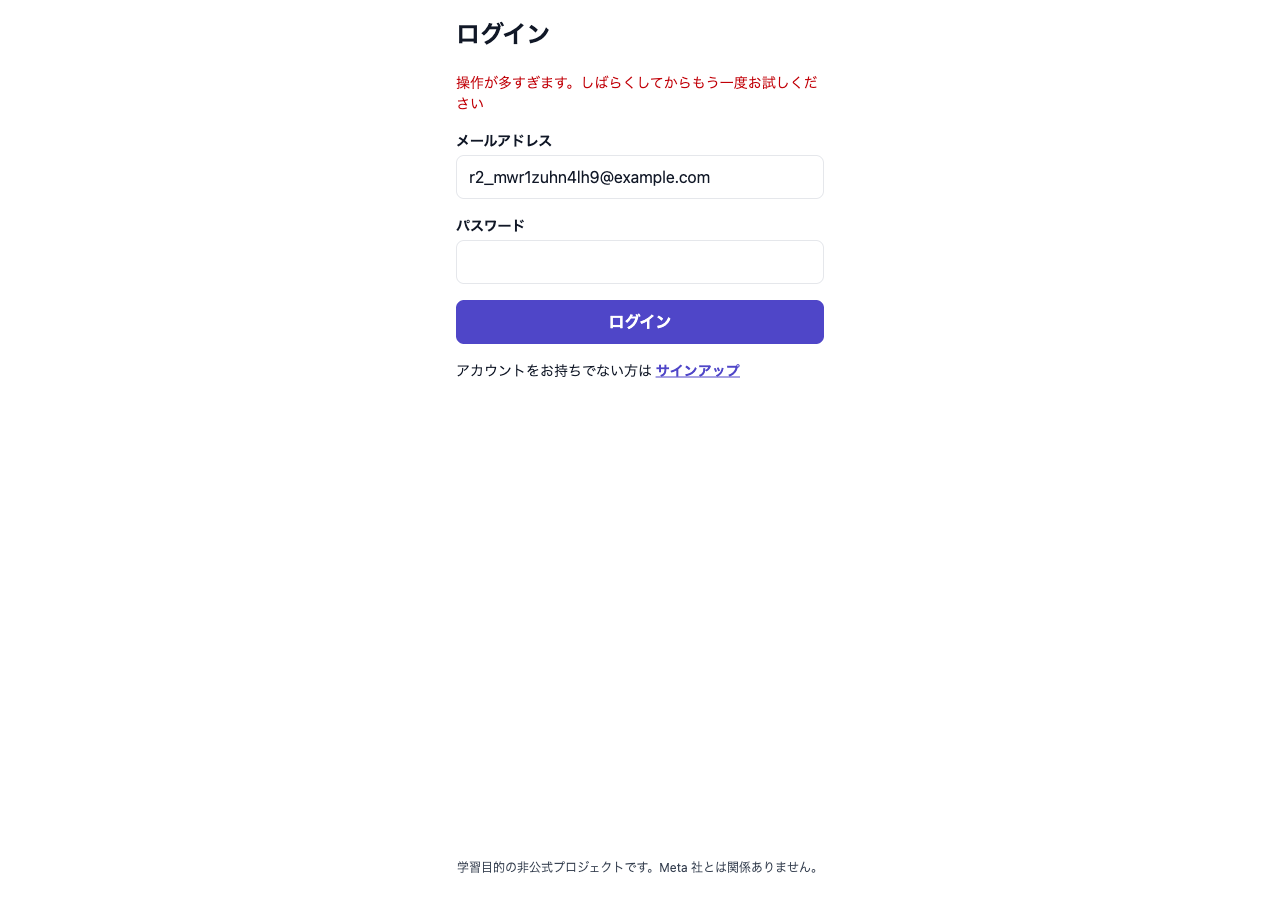 ログイン
操作が多すぎます。しばらくしてからもう一度お試しくだ
さい
メールアドレス
r2_mwr1zuhn4lh9@example.com
パスワード
ログイン
アカウントをお持ちでない方は サインアップ
学習目的の非公式プロジェクトです。Meta 社とは関係ありません。